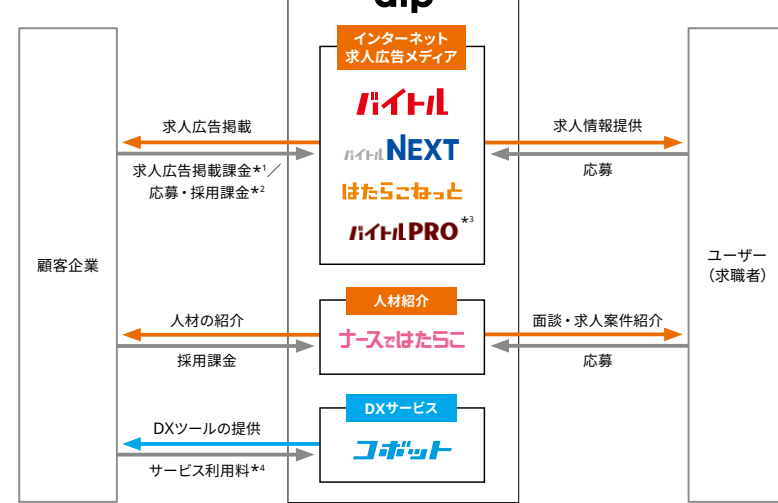 dip
インターネット
求人広告メディア
バイトル
求人広告掲載
求人情報提供
バイトルNEXT
求人広告掲載課金*1／
応募・採用課金*2
応募
はたらこねっと
バイトルPRO*3
顧客企業
ユーザー
（求職者）
人材紹介
人材の紹介
面談・求人案件紹介
ナースではたらこ
採用課金
応募
DXサービス
DXツールの提供
コボット
サービス利用料*4